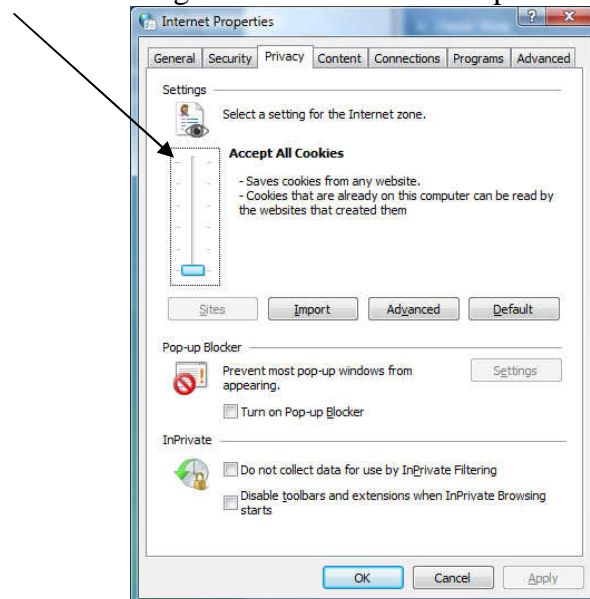 Internet Properties
General Security Privacy Content Connections Programs Advanced
Settings
Select a setting for the Internet zone.
Accept All Cookies
- Saves cookies from any website.
- Cookies that are already on this computer can be read by
the websites that created them
Sites Import Advanced Default
Pop-up Blocker
Prevent most pop-up windows from
appearing.
Settings
Turn on Pop-up Blocker
InPrivate
Do not collect data for use by InPrivate Filtering
Disable toolbars and extensions when InPrivate Browsing
starts
OK Cancel Apply